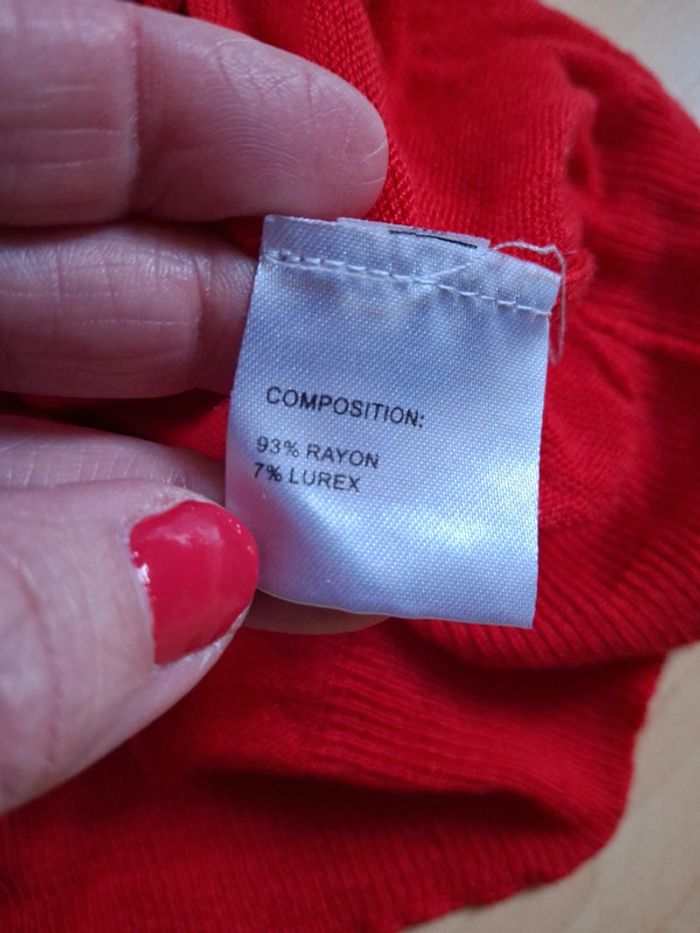 COMPOSITION:
93% RAYON
7% LUREX